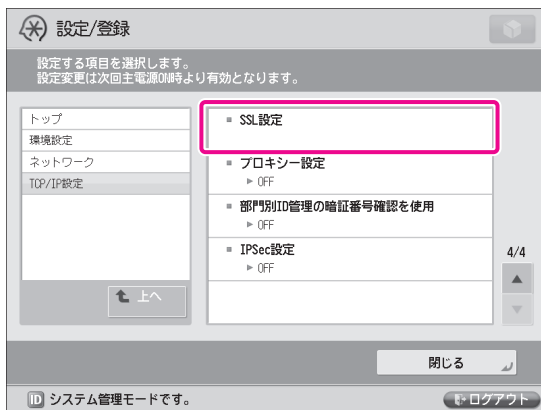 設定/登録
設定する項目を選択します。
設定変更は次回主電源ON時より有効となります。
トップ
環境設定
ネットワーク
TCP/IP設定
上へ
SSL設定
プロキシー設定
OFF
部門別ID管理の暗証番号確認を使用
OFF
IPSec設定
OFF
4/4
閉じる
ID システム管理モードです。
ログアウト